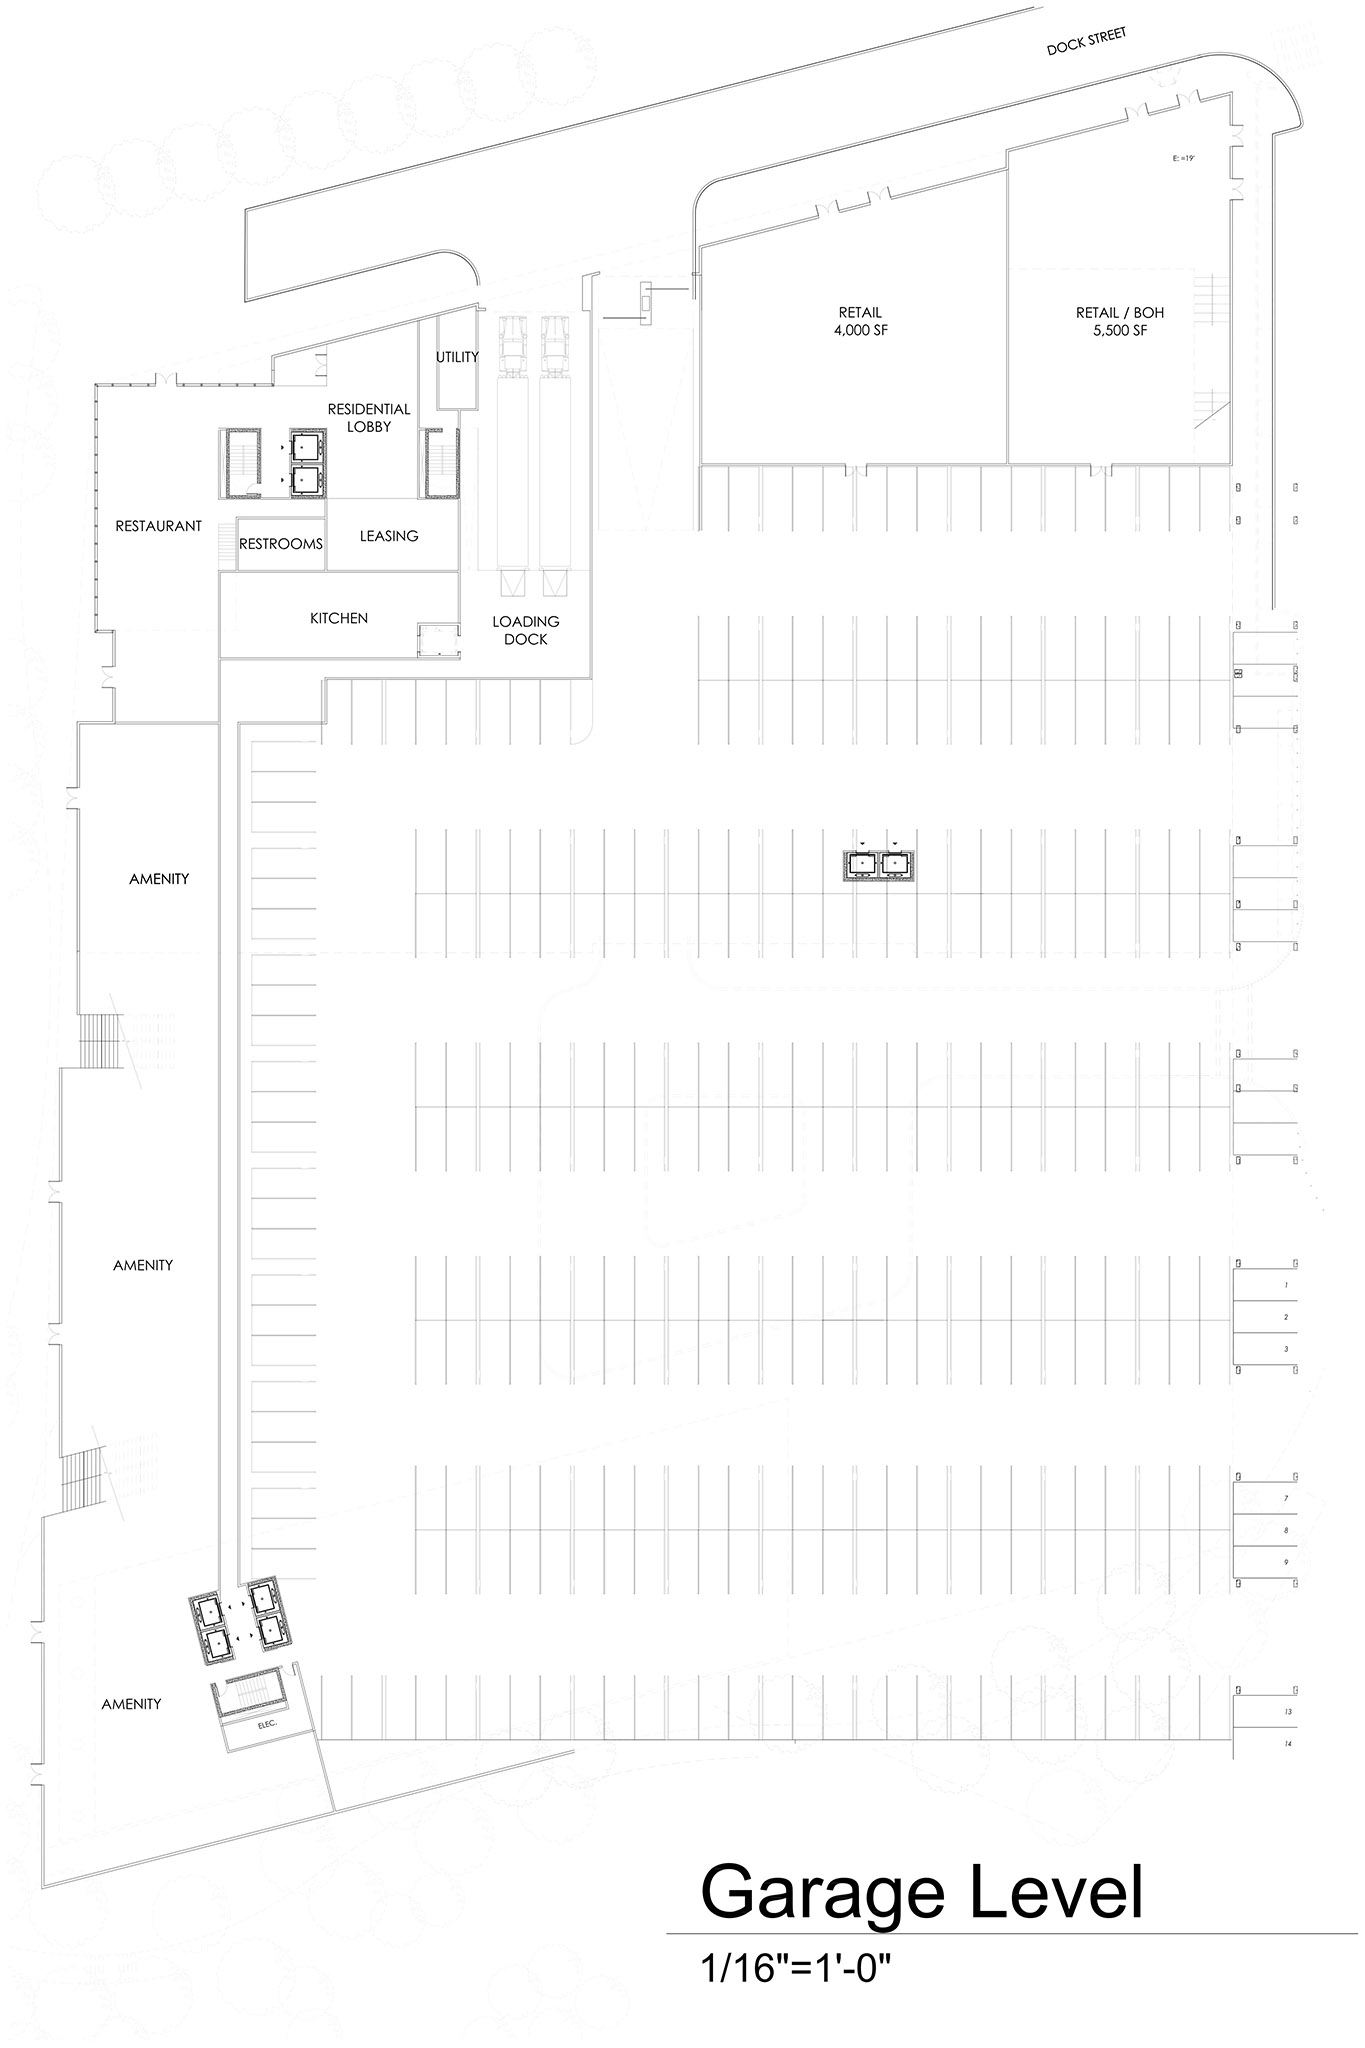 DOCK STREET
E: =19'
RETAIL
4,000 SF
RETAIL / BOH
5,500 SF
UTILITY
RESIDENTIAL
LOBBY
RESTAURANT
LEASING
RESTROOMS
KITCHEN
LOADING
DOCK
AMENITY
AMENITY
1
2
3
7
8
9
AMENITY
ELEC.
13
14
Garage Level
1/16"=1'-0"